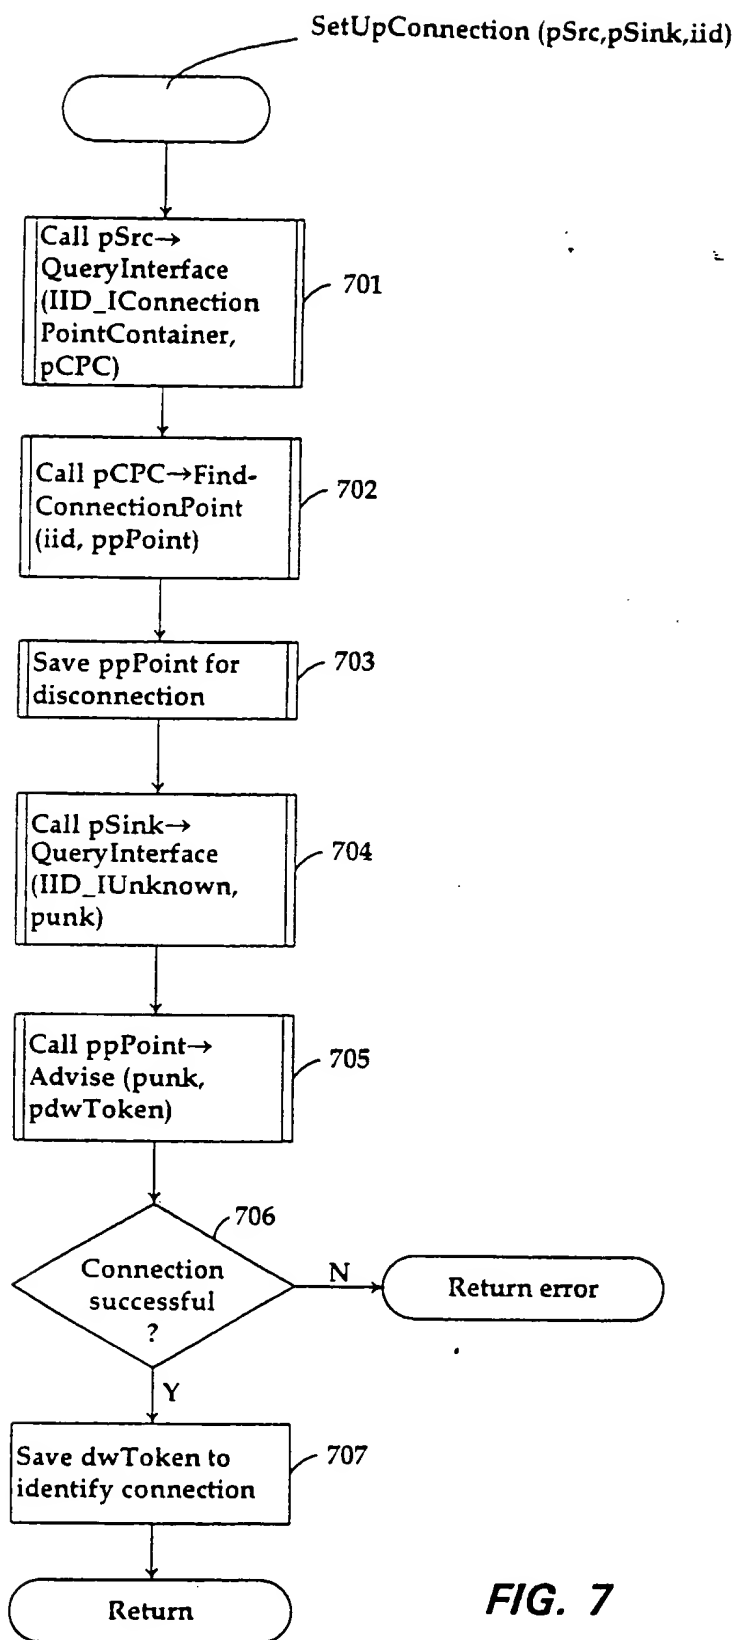 SetUpConnection (pSrc,pSink,iid)
Call pSrc→
QueryInterface
(IID_IConnection
PointContainer,
pCPC)
701
Call pCPC→Find-
ConnectionPoint
(iid, ppPoint)
702
Save ppPoint for
disconnection
703
Call pSink→
QueryInterface
(IID_IUnknown,
punk)
704
Call ppPoint→
Advise (punk,
pdwToken)
705
706
Connection
successful
?
N
Return error
Y
Save dwToken to
identify connection
707
Return
FIG. 7